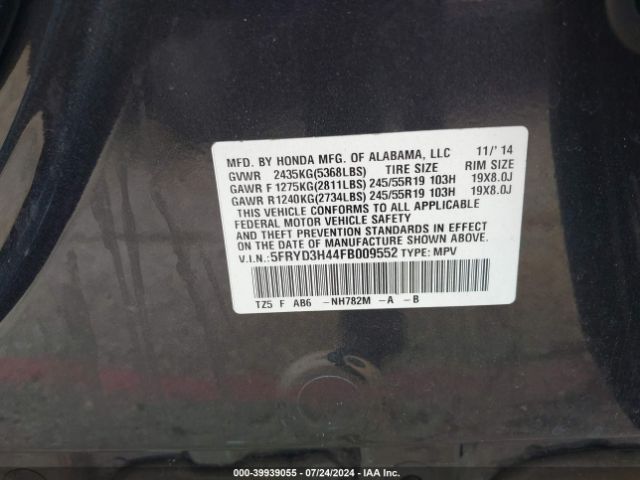 MFD. BY HONDA MFG. OF ALABAMA, LLC 11/' 14
GVWR 2435KG(5368LBS) TIRE SIZE RIM SIZE
GAWR F 1275KG(2811LBS) 245/55R19 103H 19X8.0J
GAWR R1240KG(2734LBS) 245/55R19 103H 19X8.0J
THIS VEHICLE CONFORMS TO ALL APPLICABLE
FEDERAL MOTOR VEHICLE SAFETY
AND THEFT PREVENTION STANDARDS IN EFFECT
ON THE DATE OF MANUFACTURE SHOWN ABOVE.
V.I.N.:5FRYD3H44FB009552 TYPE: MPV
TZ5 F AB6 -NH782M -A -B
000-39939055 / 07/24/2024 - IAA Inc.